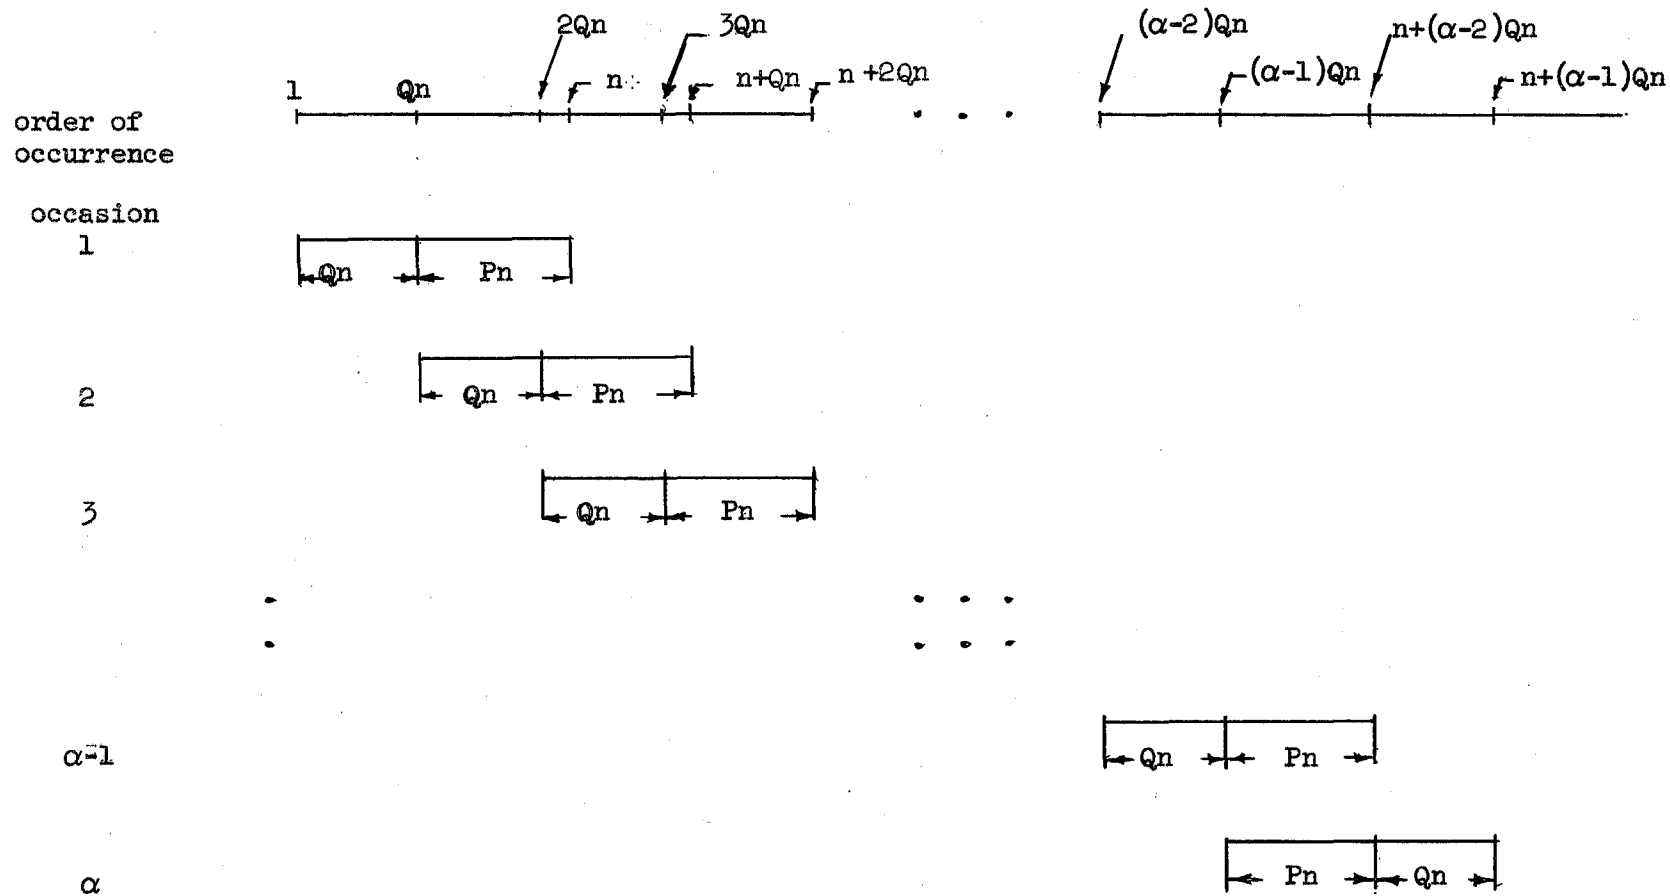 2Qn 3Qn (α-2)Qn n+(α-2)Qn
1 Qn n n+Qn n+2Qn (α-1)Qn n+(α-1)Qn
order of
occurrence
. . .
occasion
1
Qn Pn
2
Qn Pn
3
Qn Pn
. . . .
. . . .
α-1
Qn Pn
α
Pn Qn